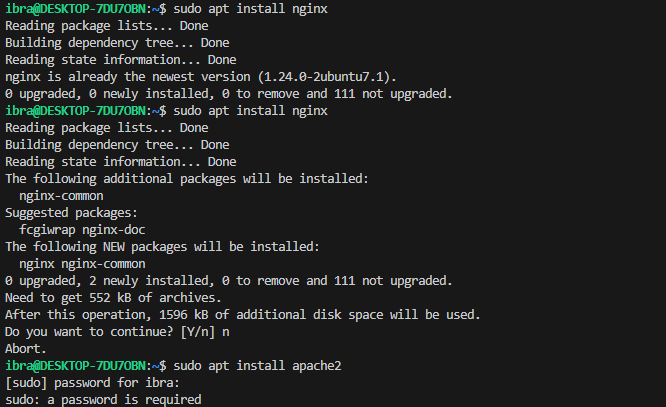 ibra@DESKTOP-7DU7OBN:~$ sudo apt install nginx
Reading package lists... Done
Building dependency tree... Done
Reading state information... Done
nginx is already the newest version (1.24.0-2ubuntu7.1).
0 upgraded, 0 newly installed, 0 to remove and 111 not upgraded.
ibra@DESKTOP-7DU7OBN:~$ sudo apt install nginx
Reading package lists... Done
Building dependency tree... Done
Reading state information... Done
The following additional packages will be installed:
  nginx-common
Suggested packages:
  fcgiwrap nginx-doc
The following NEW packages will be installed:
  nginx nginx-common
0 upgraded, 2 newly installed, 0 to remove and 111 not upgraded.
Need to get 552 kB of archives.
After this operation, 1596 kB of additional disk space will be used.
Do you want to continue? [Y/n] n
Abort.
ibra@DESKTOP-7DU7OBN:~$ sudo apt install apache2
[sudo] password for ibra:
sudo: a password is required